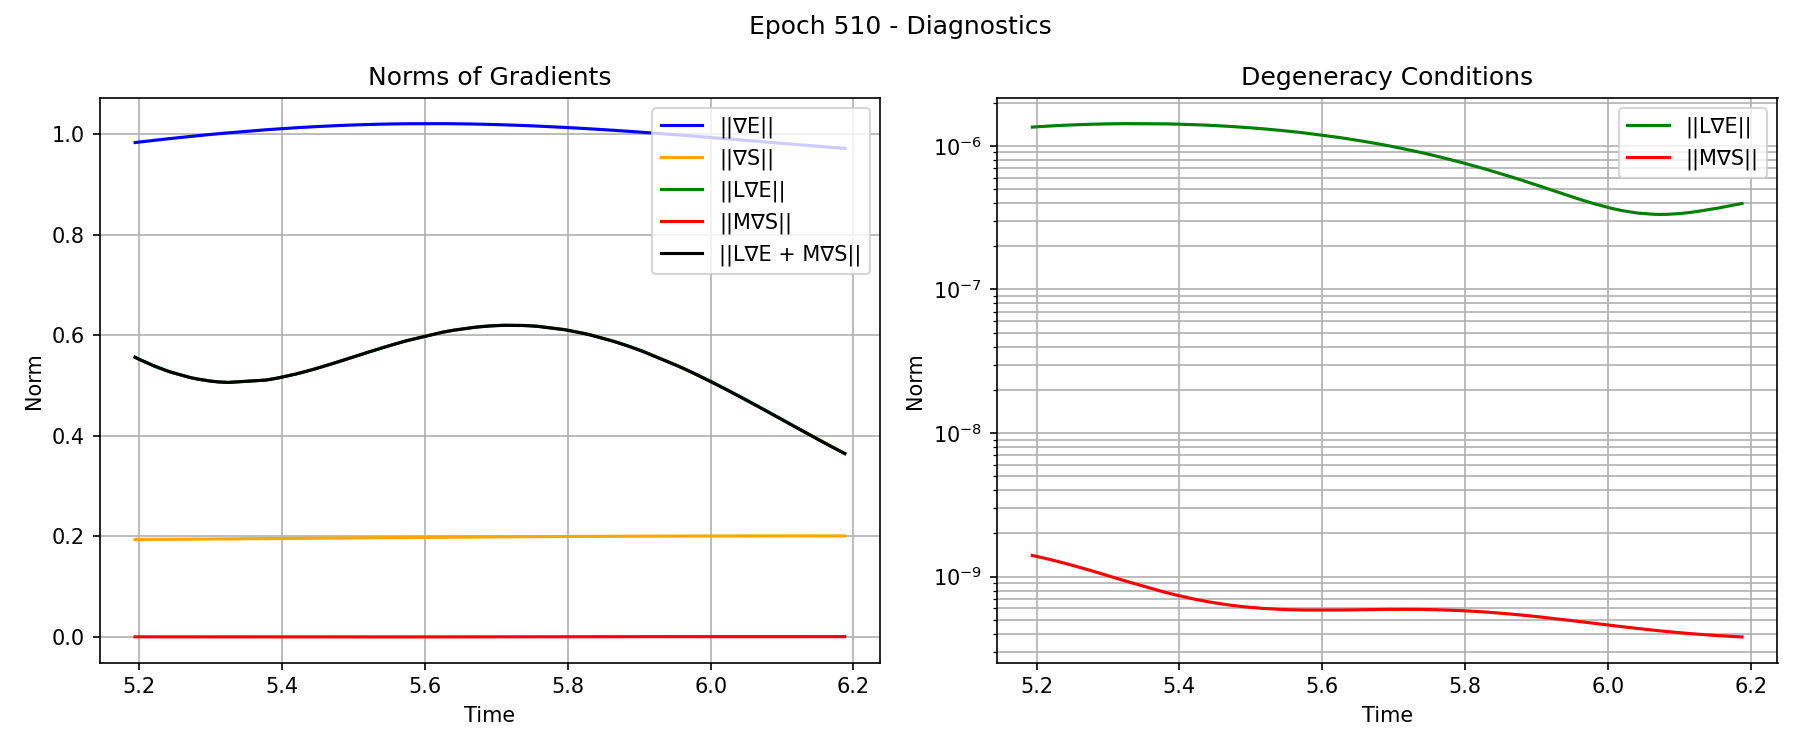 Epoch 510 - Diagnostics
Norms of Gradients
Norm
1.0
0.8
0.6
0.4
0.2
0.0
||∇E||
||∇S||
||L∇E||
||M∇S||
||L∇E + M∇S||
5.2 5.4 5.6 5.8 6.0 6.2
Time
Degeneracy Conditions
Norm
10⁻⁶
10⁻⁷
10⁻⁸
10⁻⁹
||L∇E||
||M∇S||
5.2 5.4 5.6 5.8 6.0 6.2
Time